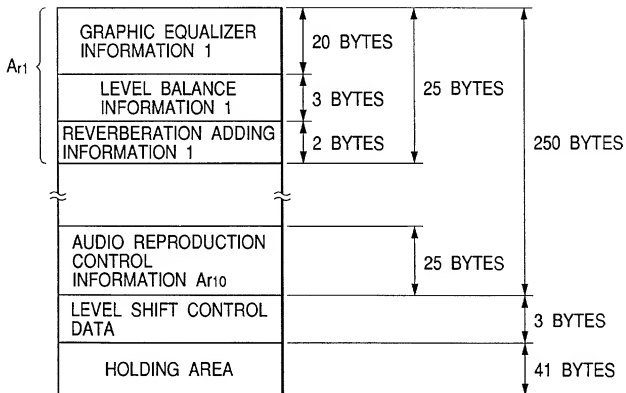 Ar1
GRAPHIC EQUALIZER
INFORMATION 1
20 BYTES
LEVEL BALANCE
INFORMATION 1
3 BYTES
25 BYTES
REVERBERATION ADDING
INFORMATION 1
2 BYTES
250 BYTES
AUDIO REPRODUCTION
CONTROL
INFORMATION Ar10
25 BYTES
LEVEL SHIFT CONTROL
DATA
3 BYTES
HOLDING AREA
41 BYTES